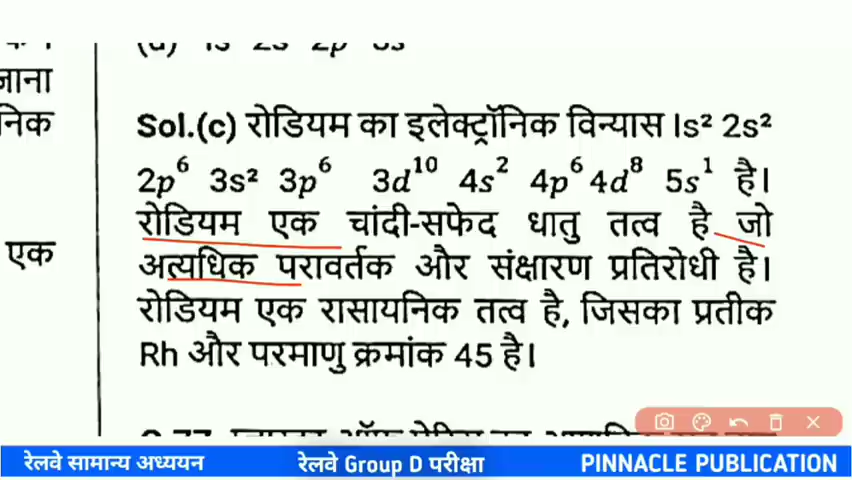 जाना
निक
एक
Sol.(c) रोडियम का इलेक्ट्रॉनिक विन्यास ls² 2s²
2p⁶ 3s² 3p⁶ 3d¹⁰ 4s² 4p⁶ 4d⁸ 5s¹ है।
रोडियम एक चांदी-सफेद धातु तत्व है जो
अत्यधिक परावर्तक और संक्षारण प्रतिरोधी है।
रोडियम एक रासायनिक तत्व है, जिसका प्रतीक
Rh और परमाणु क्रमांक 45 है।
रेलवे सामान्य अध्ययन
रेलवे Group D परीक्षा
PINNACLE PUBLICATION